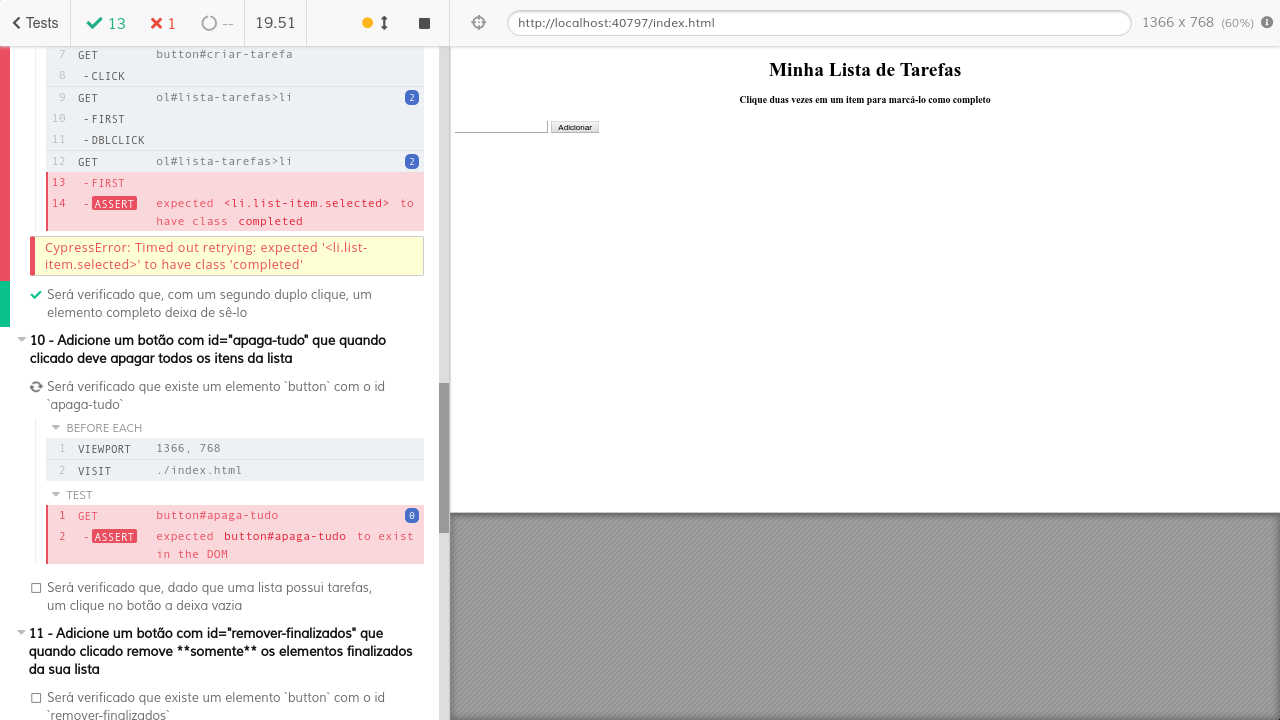 Tests
13
1
--
19.51
http://localhost:40797/index.html
1366 x 768 (60%)
7 GET button#criar-tarefa
8 - CLICK
9 GET ol#lista-tarefas>li 2
10 - FIRST
11 - DBLCLICK
12 GET ol#lista-tarefas>li 2
13 - FIRST
14 - ASSERT expected <li.list-item.selected> to
have class completed
CypressError: Timed out retrying: expected '<li.list-
item.selected>' to have class 'completed'
Será verificado que, com um segundo duplo clique, um
elemento completo deixa de sê-lo
10 - Adicione um botão com id="apaga-tudo" que quando
clicado deve apagar todos os itens da lista
Será verificado que existe um elemento `button` com o id
`apaga-tudo`
BEFORE EACH
1 VIEWPORT 1366, 768
2 VISIT ./index.html
TEST
1 GET button#apaga-tudo 0
2 - ASSERT expected button#apaga-tudo to exist
in the DOM
Será verificado que, dado que uma lista possui tarefas,
um clique no botão a deixa vazia
11 - Adicione um botão com id="remover-finalizados" que
quando clicado remove **somente** os elementos finalizados
da sua lista
Será verificado que existe um elemento `button` com o id
`remover-finalizados`
Minha Lista de Tarefas
Clique duas vezes em um item para marcá-lo como completo
Adicionar